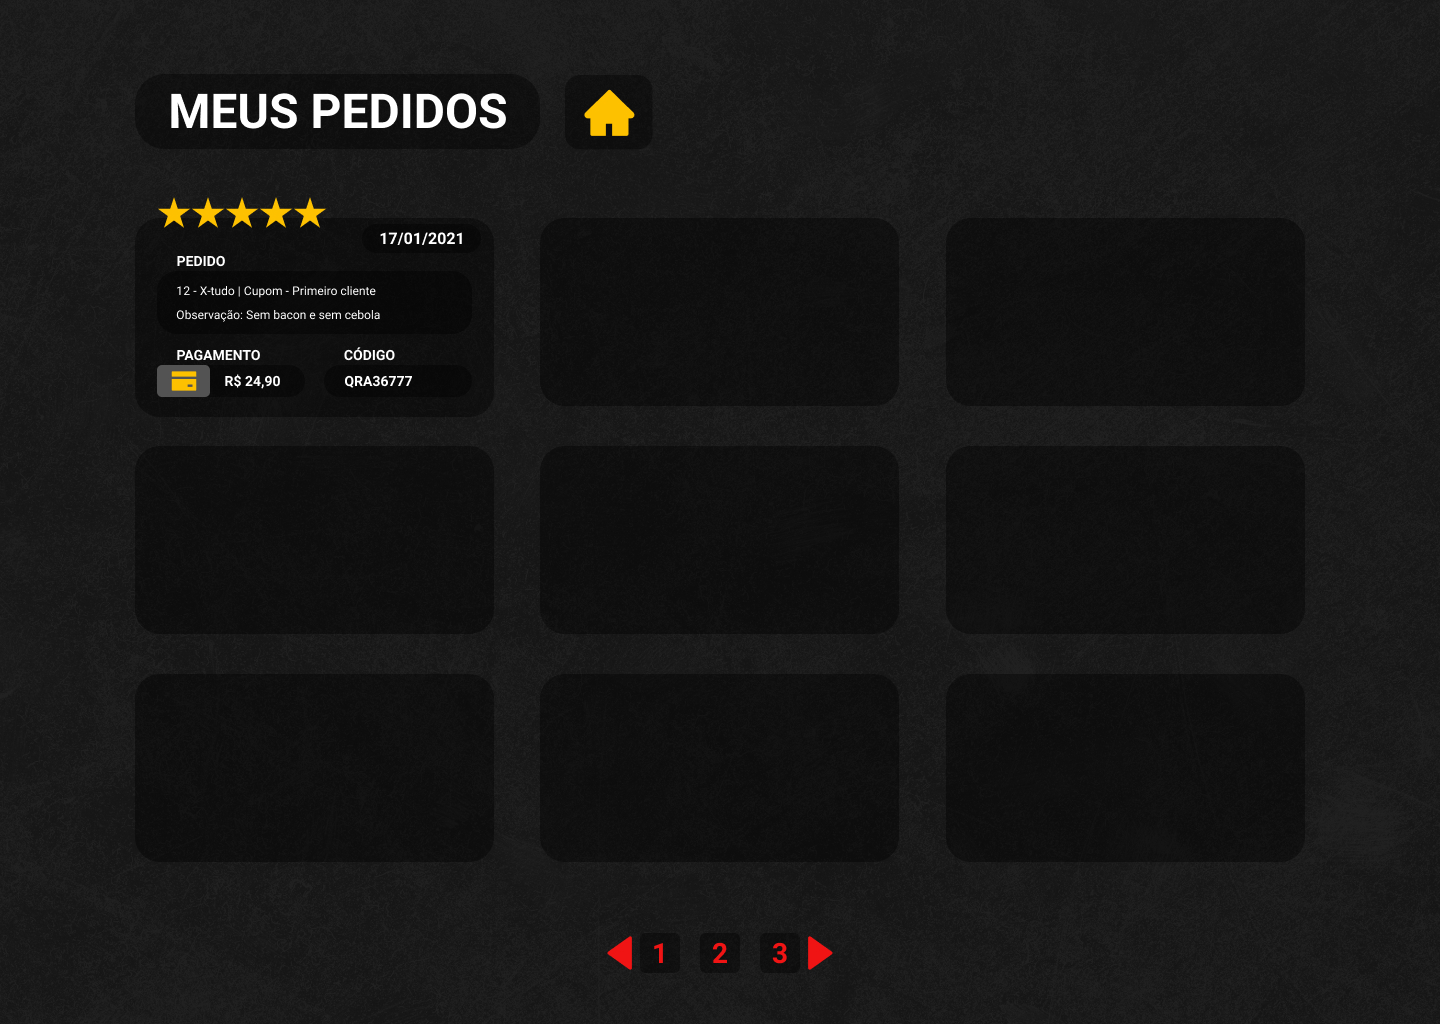 MEUS PEDIDOS
17/01/2021
PEDIDO
12 - X-tudo | Cupom - Primeiro cliente
Observação: Sem bacon e sem cebola
PAGAMENTO
CÓDIGO
R$ 24,90
QRA36777
1 2 3